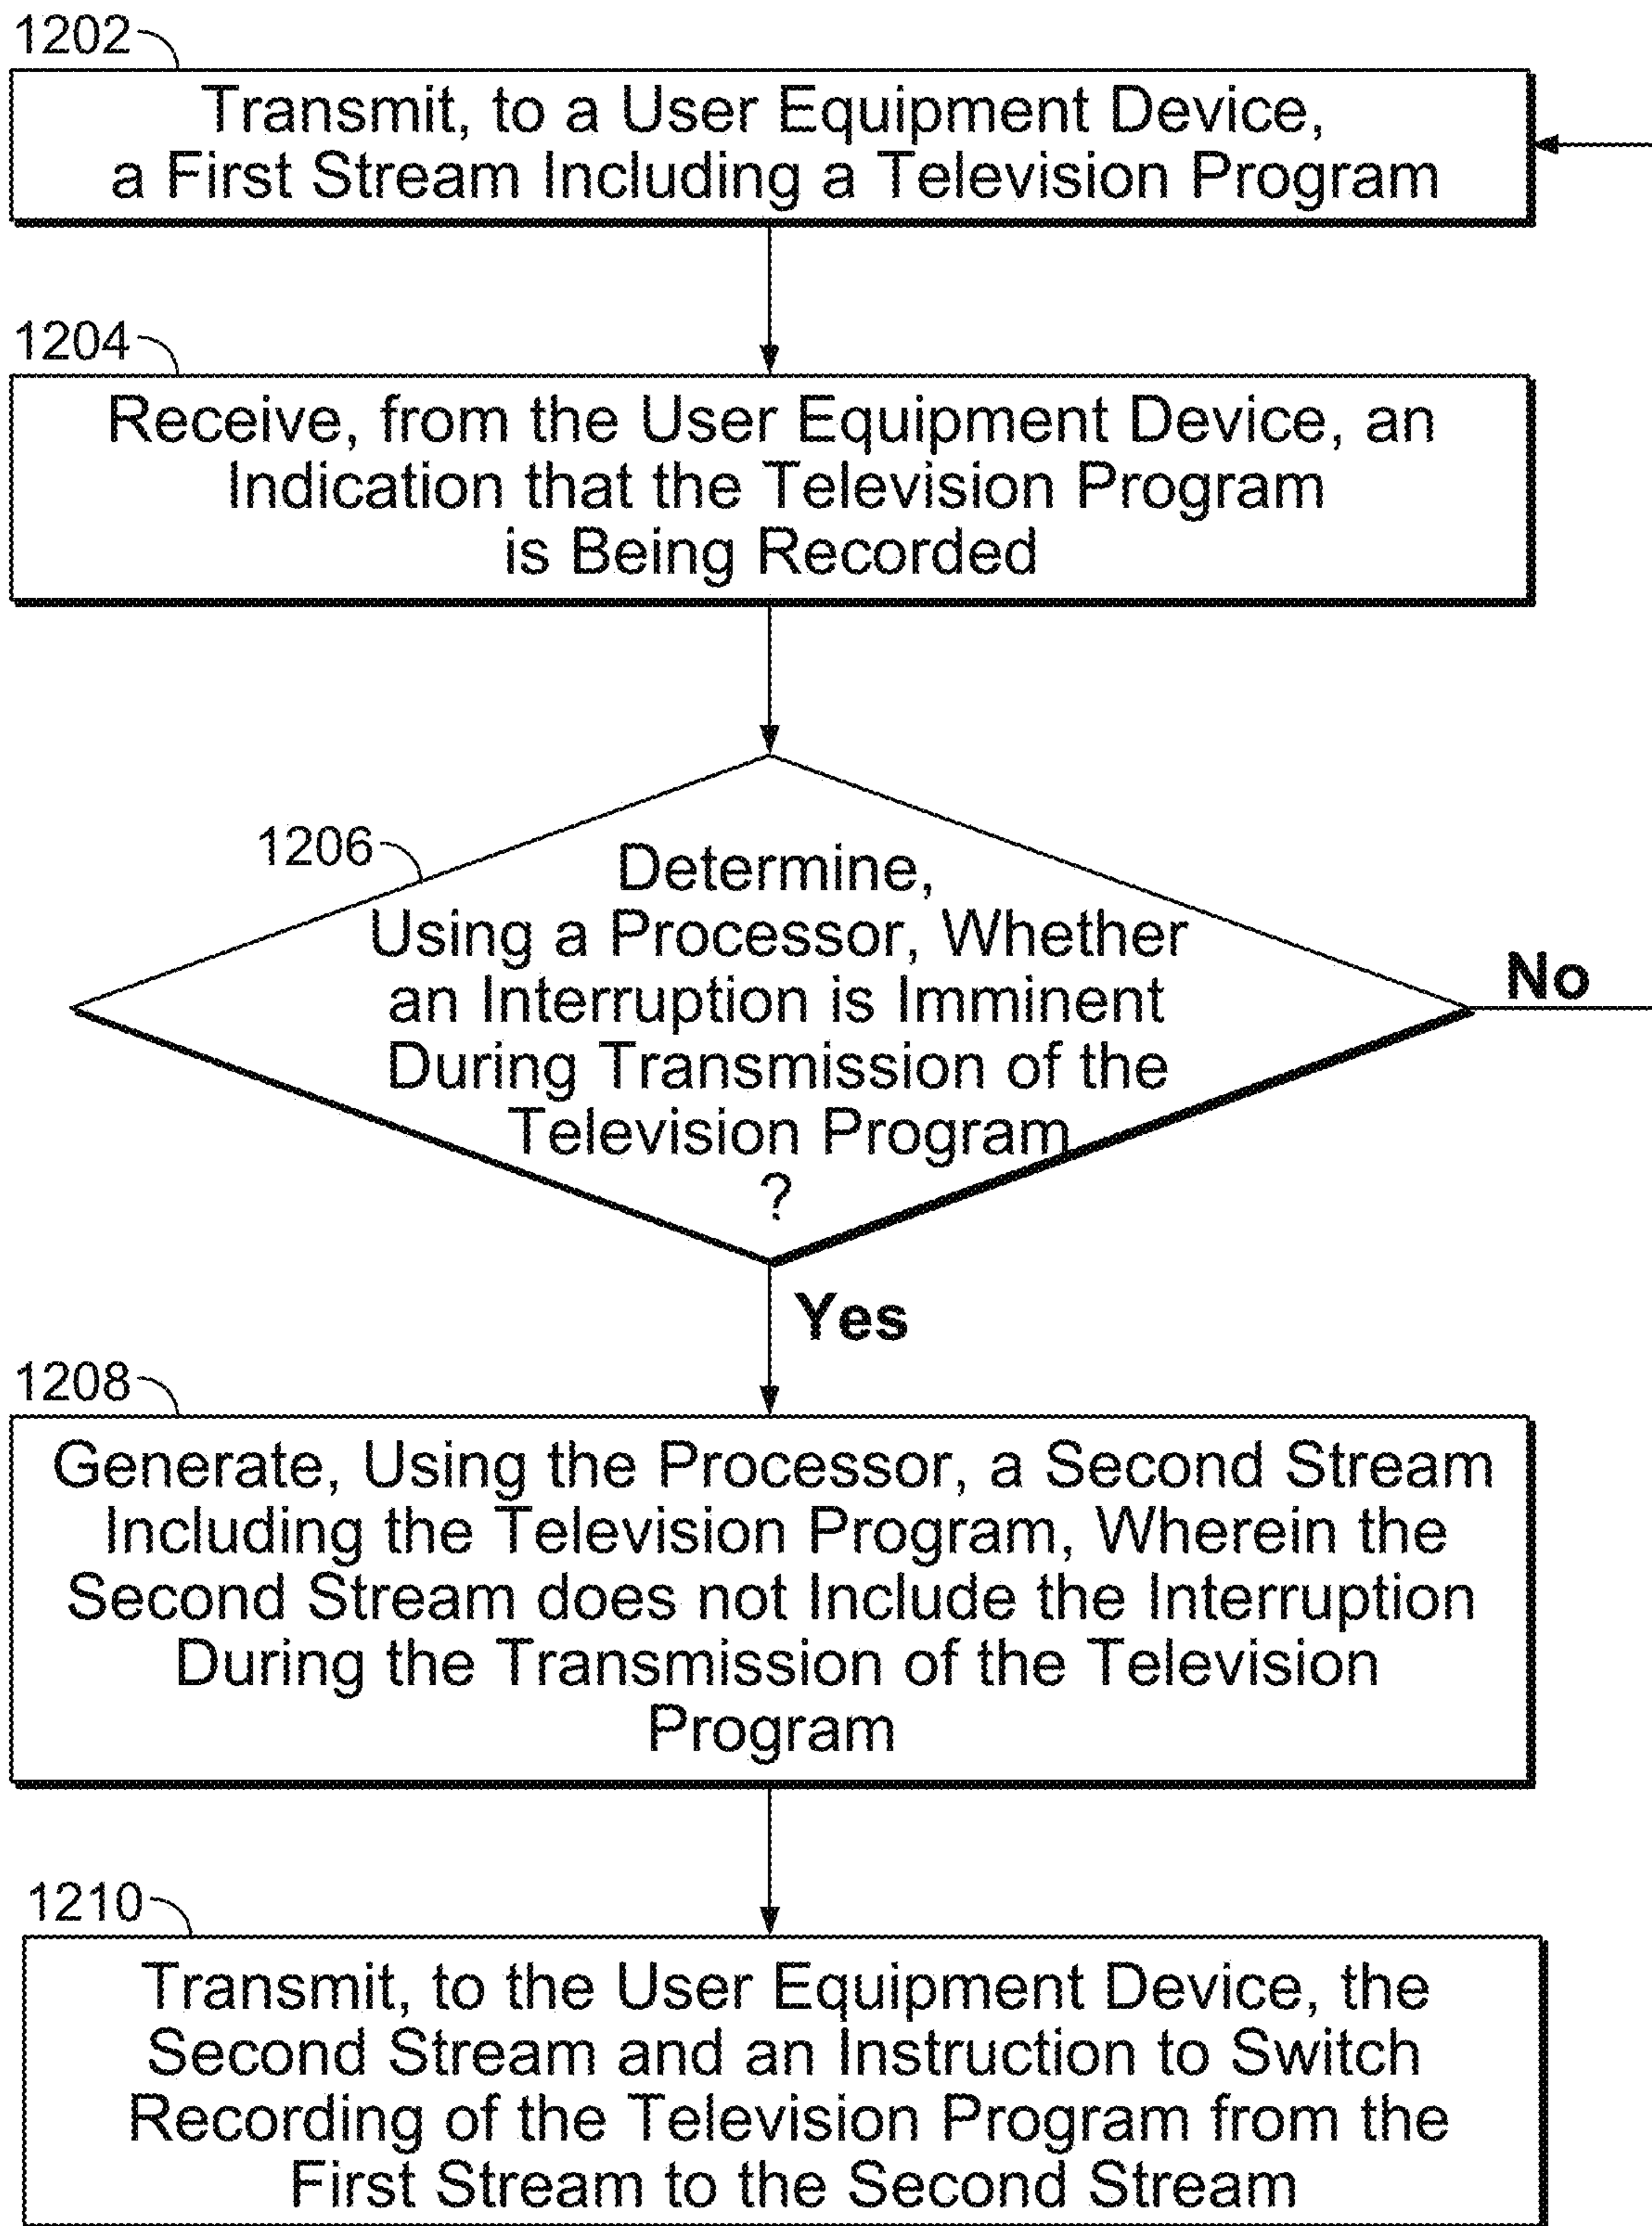 1202
Transmit, to a User Equipment Device,
a First Stream Including a Television Program
1204
Receive, from the User Equipment Device, an
Indication that the Television Program
is Being Recorded
1206
Determine,
Using a Processor, Whether
an Interruption is Imminent
During Transmission of the
Television Program
?
No
Yes
1208
Generate, Using the Processor, a Second Stream
Including the Television Program, Wherein the
Second Stream does not Include the Interruption
During the Transmission of the Television
Program
1210
Transmit, to the User Equipment Device, the
Second Stream and an Instruction to Switch
Recording of the Television Program from the
First Stream to the Second Stream